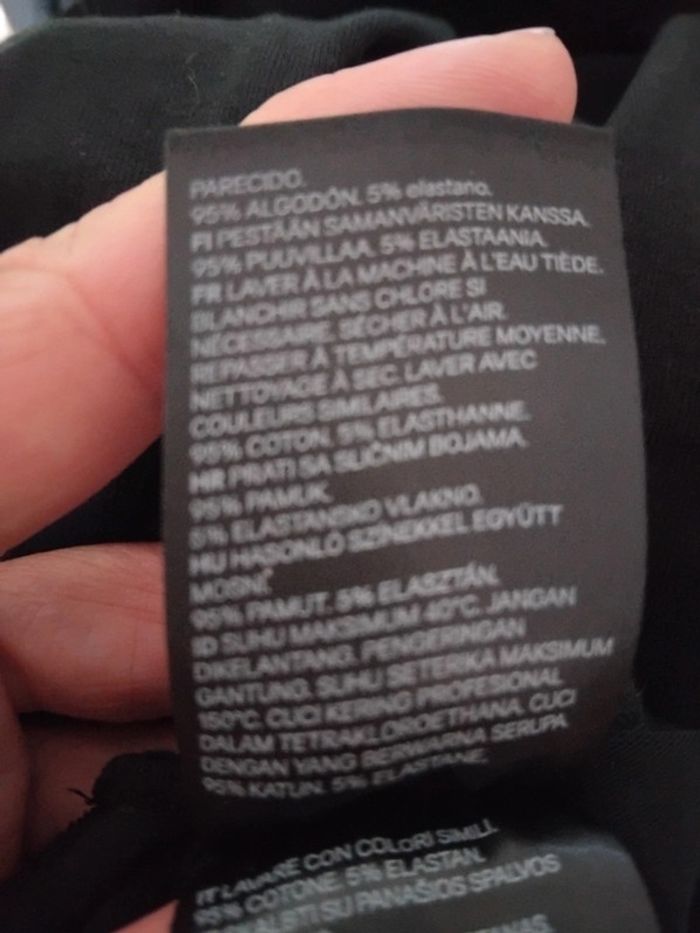 PARECIDO.
95% ALGODÓN. 5% elastano.
FI PESTÄÄN SAMANVÄRISTEN KANSSA.
95% PUUVILLAA. 5% ELASTAANIA.
FR LAVER À LA MACHINE À L'EAU TIÈDE.
BLANCHIR SANS CHLORE SI
NÉCESSAIRE. SÉCHER À L'AIR.
REPASSER À TEMPÉRATURE MOYENNE.
NETTOYAGE À SEC. LAVER AVEC
COULEURS SIMILAIRES.
95% COTON. 5% ELASTHANNE.
HR PRATI SA SLIČNIM BOJAMA.
95% PAMUK.
5% ELASTANSKO VLAKNO.
HU HASONLÓ SZÍNEKKEL EGYÜTT
MOSNI.
95% PAMUT. 5% ELASZTÁN.
ID SUHU MAKSIMUM 40°C. JANGAN
DIKELANTANG. PENGERINGAN
GANTUNG. SUHU SETERIKA MAKSIMUM
150°C. CUCI KERING PROFESIONAL
DALAM TETRAKLOROETHANA. CUCI
DENGAN YANG BERWARNA SERUPA
95% KATUN. 5% ELASTANE.
IT LAVARE CON COLORI SIMILI.
95% COTONE. 5% ELASTAN.
SU PANAŠIOS SPALVOS